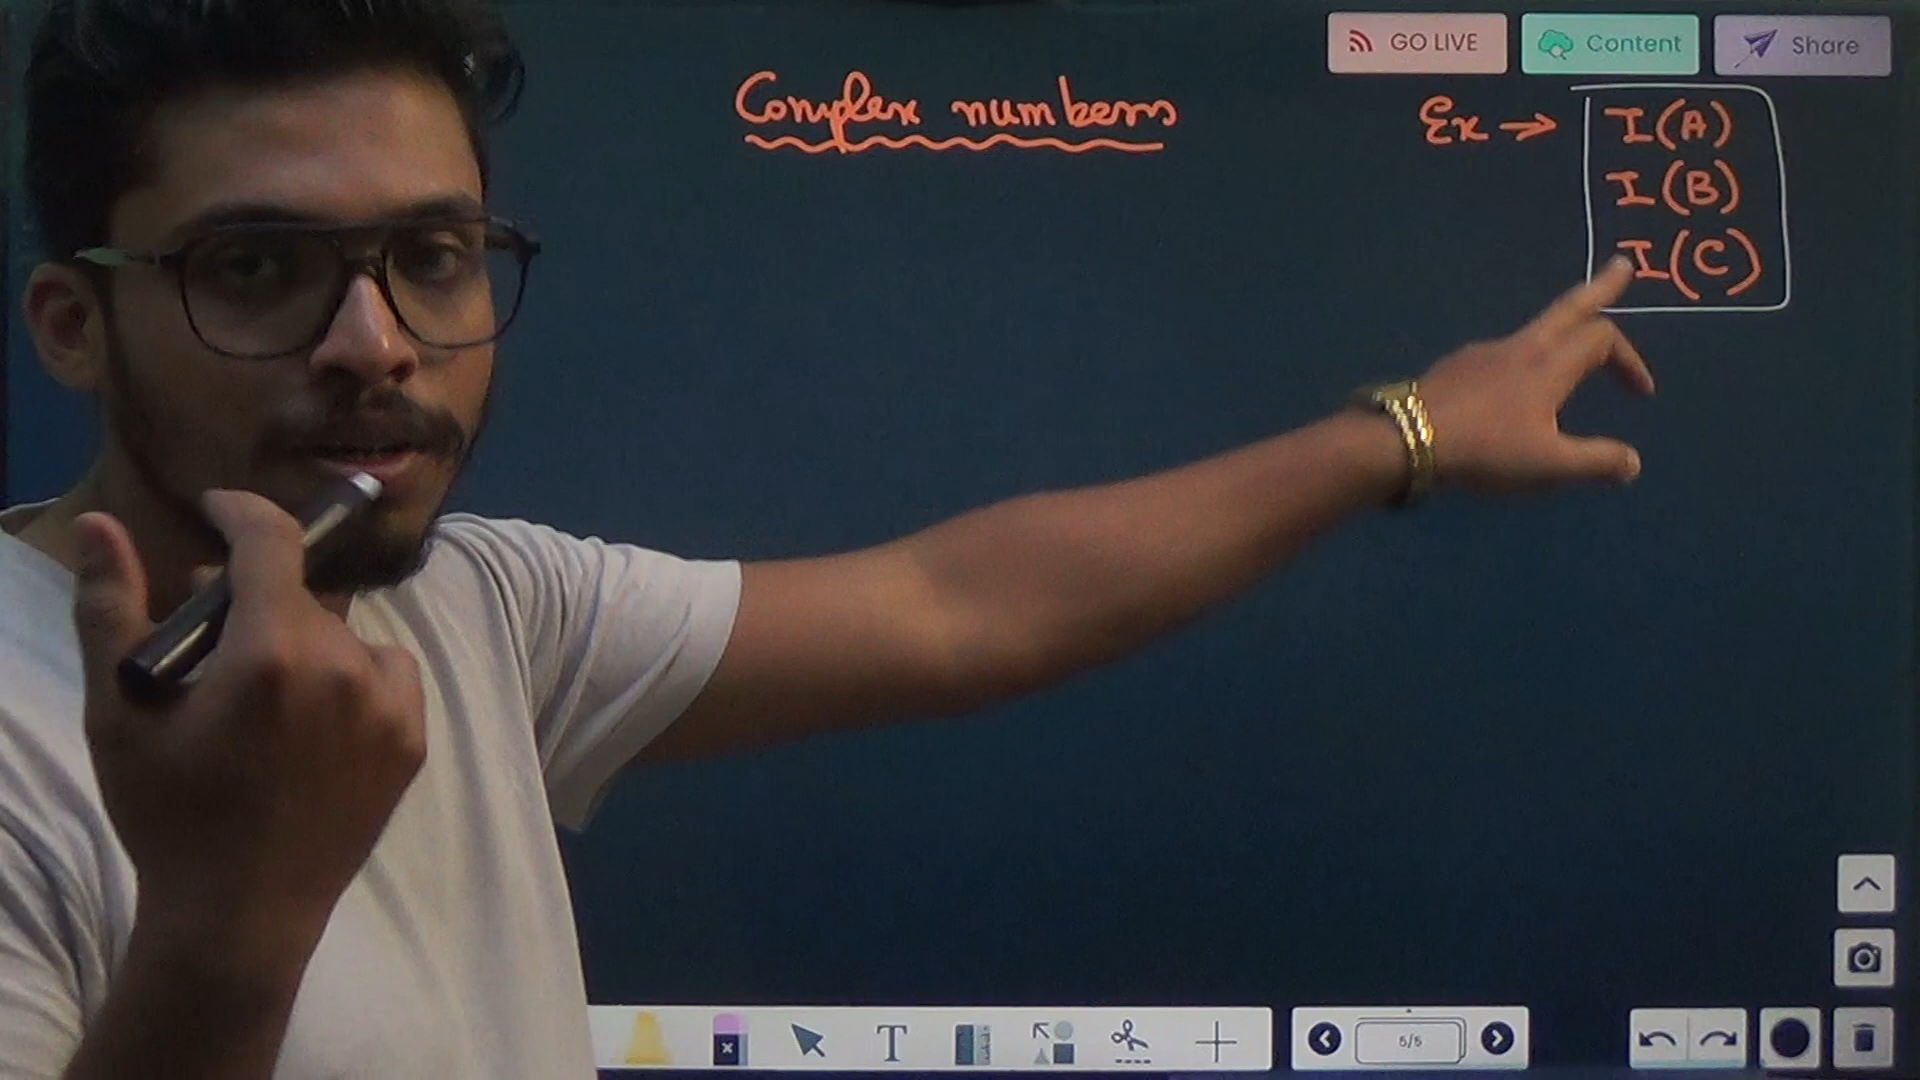 GO LIVE Content Share
Complex numbers
Ex → I(A)
I(B)
I(C)
T
5/5